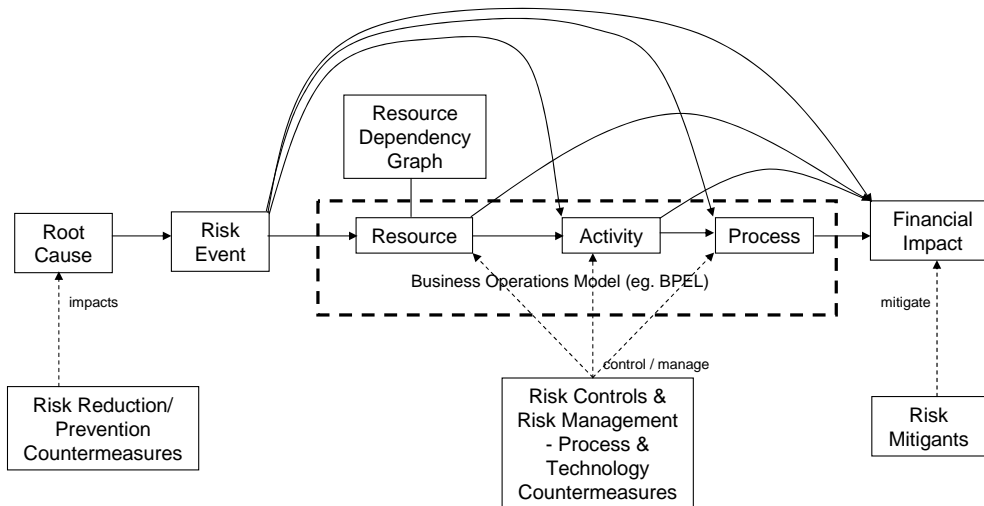 Resource
Dependency
Graph
Root
Cause
Risk
Event
Resource
Activity
Process
Financial
Impact
Business Operations Model (eg. BPEL)
impacts
mitigate
control / manage
Risk Reduction/
Prevention
Countermeasures
Risk Controls &
Risk Management
- Process &
Technology
Countermeasures
Risk
Mitigants